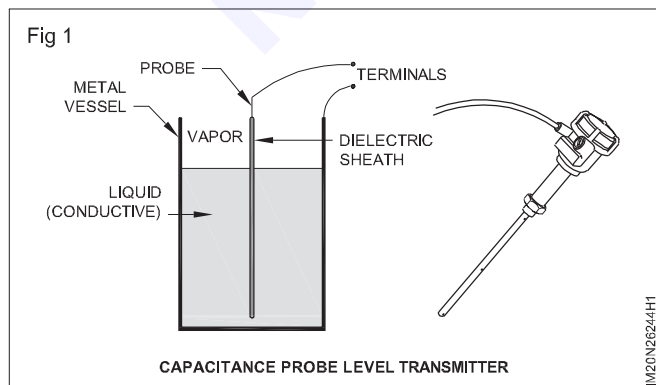 Fig 1
PROBE
TERMINALS
METAL
VESSEL
VAPOR
DIELECTRIC
SHEATH
LIQUID
(CONDUCTIVE)
CAPACITANCE PROBE LEVEL TRANSMITTER
IM20N26244H1